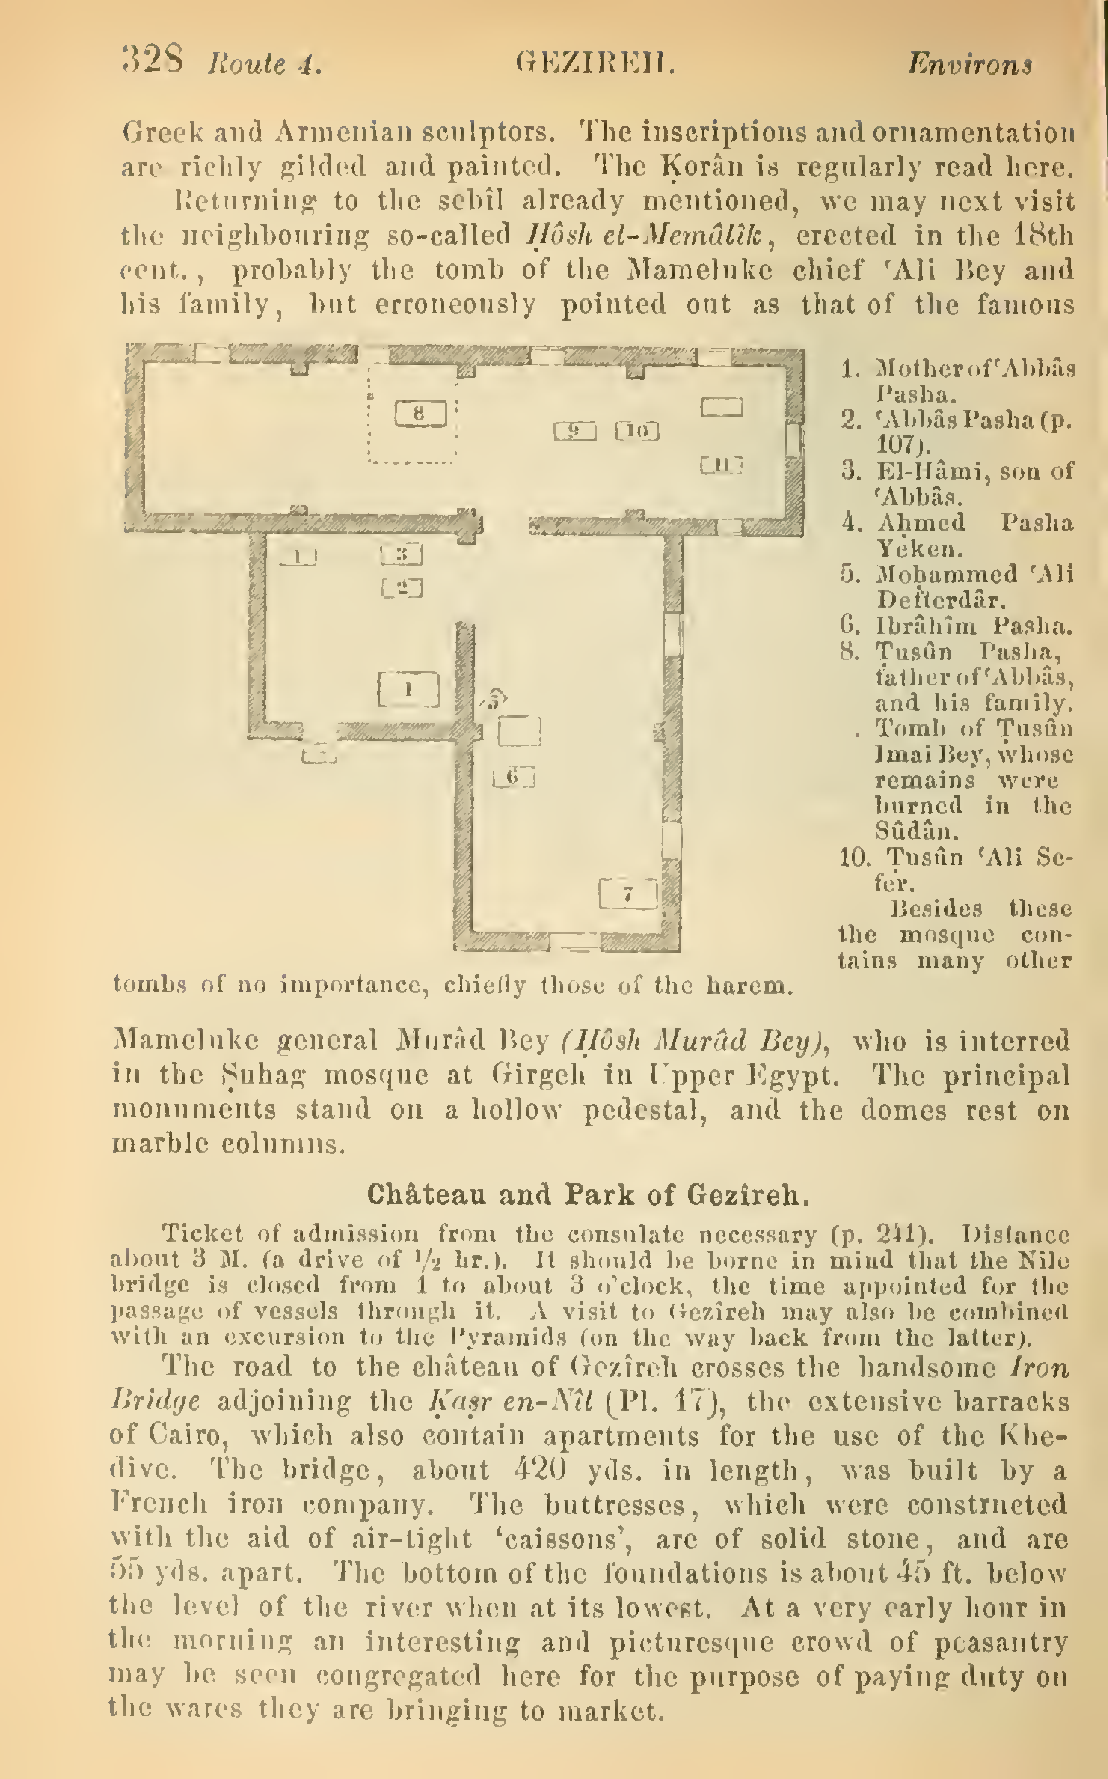 328 Route 4. GEZIREH. Environs
Greek and Armenian sculptors. The inscriptions and ornamentation
are richly gilded and painted. The Ḳorân is regularly read here.
Returning to the sebîl already mentioned, we may next visit
the neighbouring so-called Ḥôsh el-Memâlîk, erected in the 18th
cent., probably the tomb of the Mameluke chief ʿAli Bey and
his family, but erroneously pointed out as that of the famous
8
9 10
11
1 3
2
1
5
6
7
1. Mother of ʿAbbâs
Pasha.
2. ʿAbbâs Pasha (p.
107).
3. El-Hâmi, son of
ʿAbbâs.
4. Aḥmed Pasha
Yeken.
5. Moḥammed ʿAli
Defterdâr.
6. Ibrâhîm Pasha.
8. Ṭusûn Pasha,
father of ʿAbbâs,
and his family.
. Tomb of Ṭusûn
Imai Bey, whose
remains were
burned in the
Sûdân.
10. Ṭusûn ʿAli Se-
fer.
Besides these
the mosque con-
tains many other
tombs of no importance, chiefly those of the harem.
Mameluke general Murâd Bey (Ḥôsh Murâd Bey), who is interred
in the Ṣuhag mosque at Girgeh in Upper Egypt. The principal
monuments stand on a hollow pedestal, and the domes rest on
marble columns.
Château and Park of Gezîreh.
Ticket of admission from the consulate necessary (p. 241). Distance
about 3 M. (a drive of 1/2 hr.). It should be borne in mind that the Nile
bridge is closed from 1 to about 3 o'clock, the time appointed for the
passage of vessels through it. A visit to Gezîreh may also be combined
with an excursion to the Pyramids (on the way back from the latter).
The road to the château of Gezîreh crosses the handsome Iron
Bridge adjoining the Ḳaṣr en-Nîl (Pl. 17), the extensive barracks
of Cairo, which also contain apartments for the use of the Khe-
dive. The bridge, about 420 yds. in length, was built by a
French iron company. The buttresses, which were constructed
with the aid of air-tight ‘caissons’, are of solid stone, and are
55 yds. apart. The bottom of the foundations is about 45 ft. below
the level of the river when at its lowest. At a very early hour in
the morning an interesting and picturesque crowd of peasantry
may be seen congregated here for the purpose of paying duty on
the wares they are bringing to market.